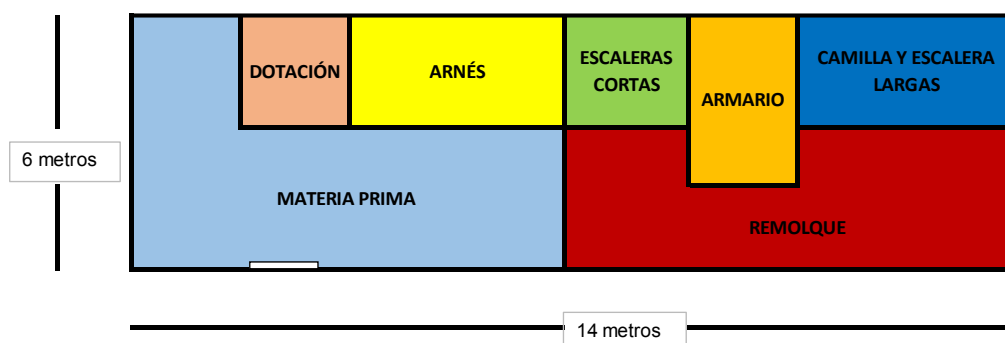 DOTACIÓN
ARNÉS
ESCALERAS
CORTAS
ARMARIO
CAMILLA Y ESCALERA
LARGAS
6 metros
MATERIA PRIMA
REMOLQUE
14 metros